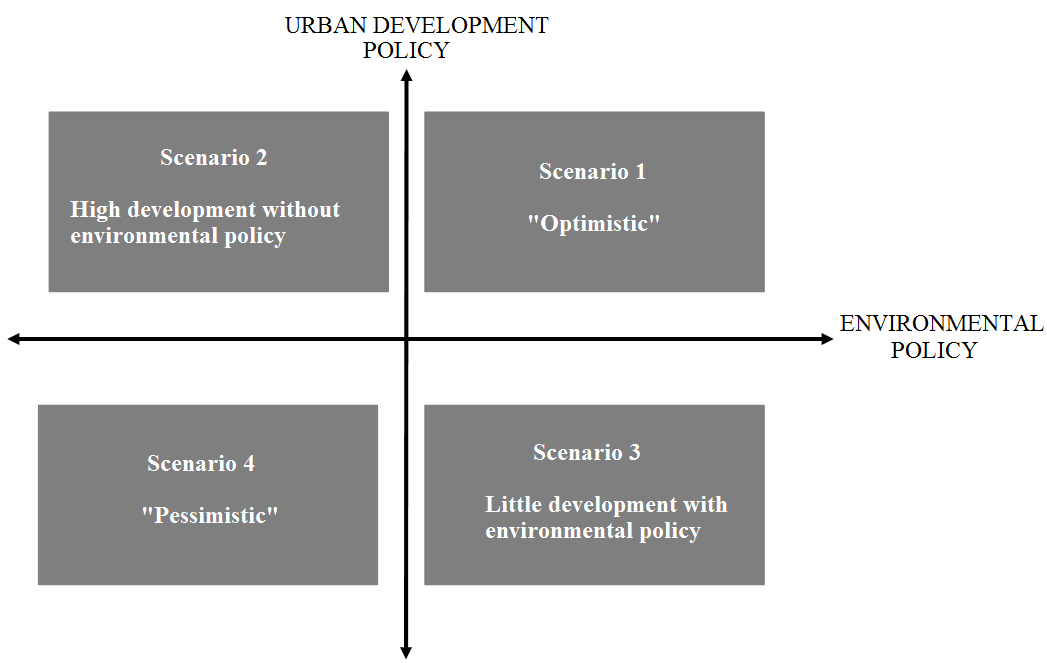 URBAN DEVELOPMENT
POLICY
Scenario 2
High development without
environmental policy
Scenario 1
"Optimistic"
ENVIRONMENTAL
POLICY
Scenario 4
"Pessimistic"
Scenario 3
Little development with
environmental policy